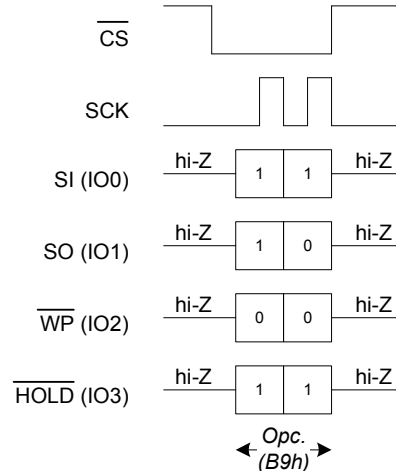 CS
SCK
hi-Z hi-Z
SI (IO0) 1 1
hi-Z hi-Z
SO (IO1) 1 0
hi-Z hi-Z
WP (IO2) 0 0
hi-Z hi-Z
HOLD (IO3) 1 1
Opc.
(B9h)